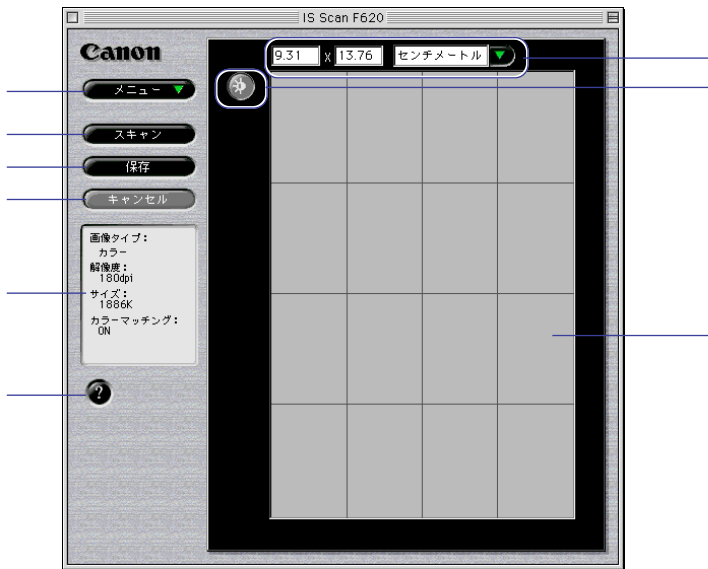 IS Scan F620
Canon
9.31 x 13.76 センチメートル
メニュー
スキャン
保存
キャンセル
画像タイプ：
カラー
解像度：
180dpi
サイズ：
1886K
カラーマッチング：
ON
?